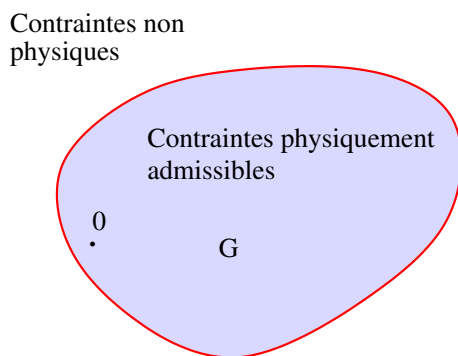 Contraintes non
physiques
Contraintes physiquement
admissibles
0
G